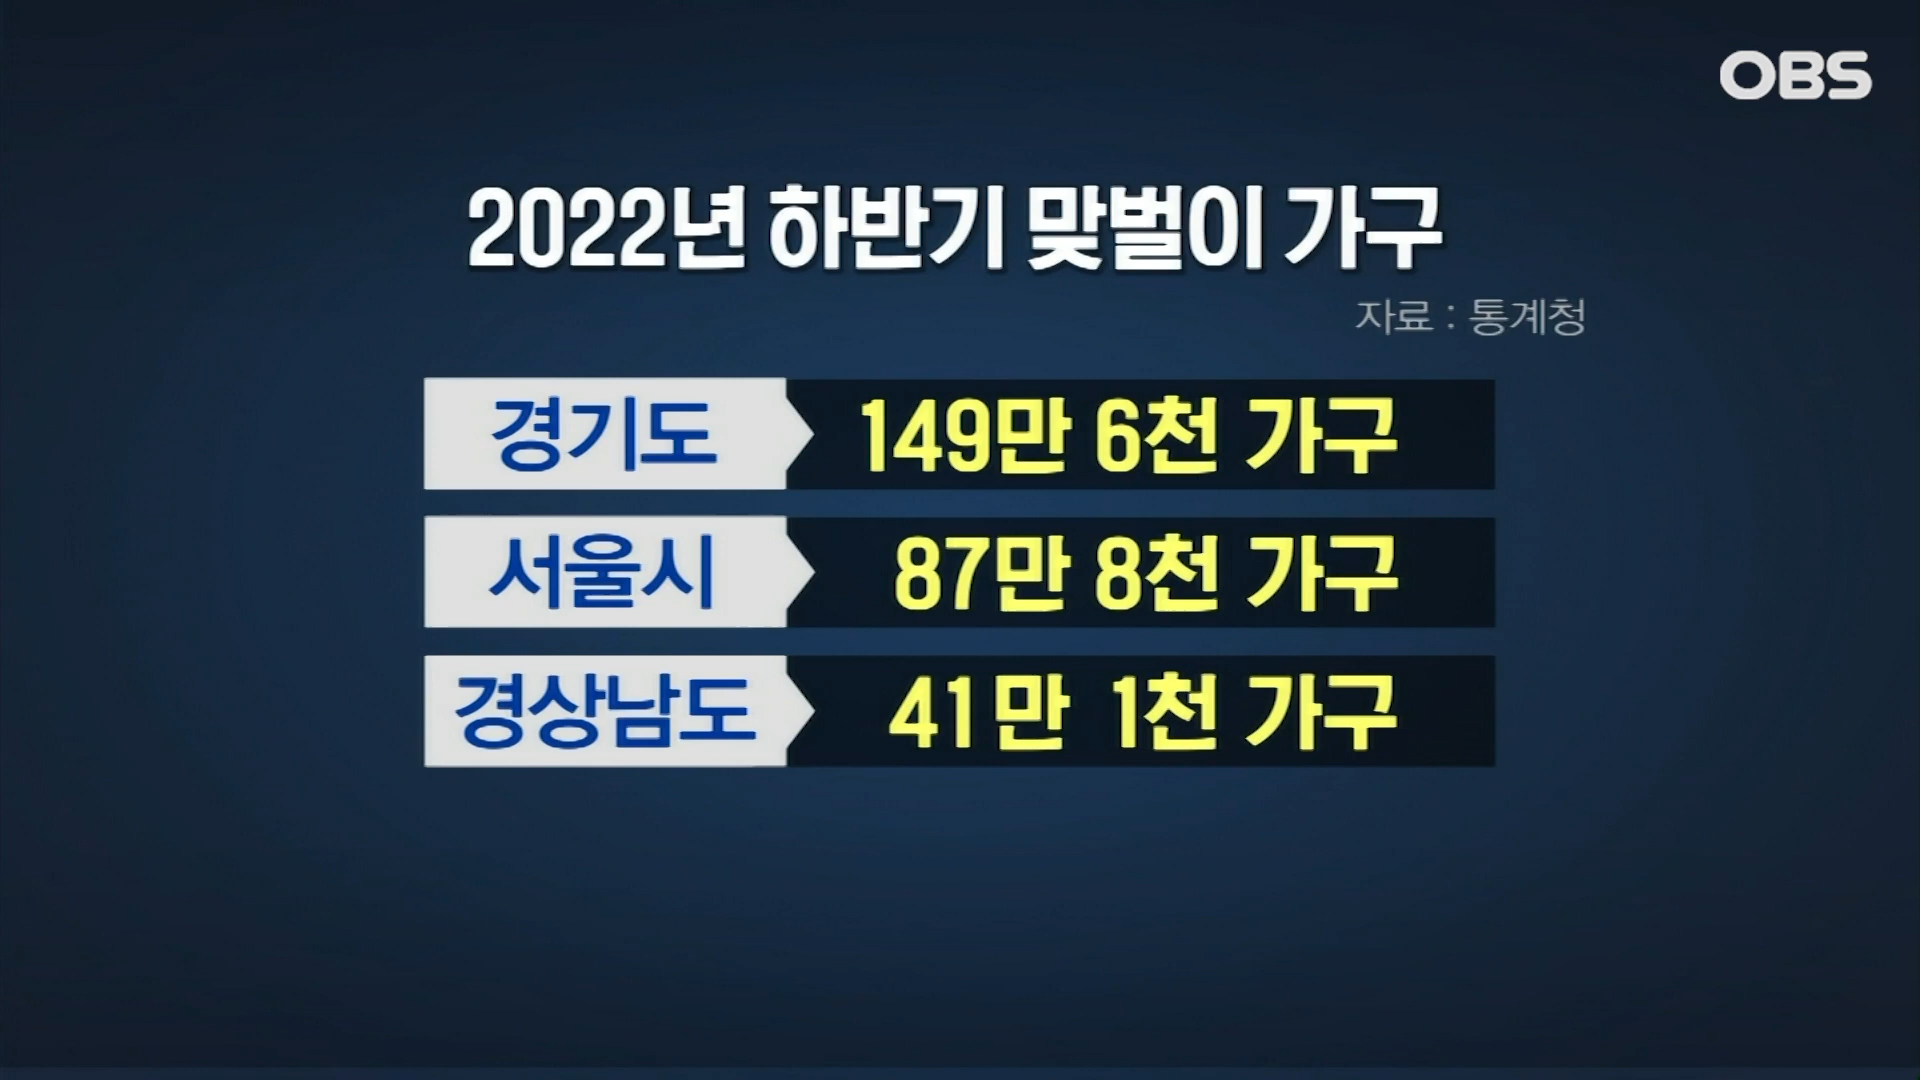 OBS
2022년 하반기 맞벌이 가구
자료 : 통계청
경기도 149만 6천 가구
서울시 87만 8천 가구
경상남도 41만 1천 가구